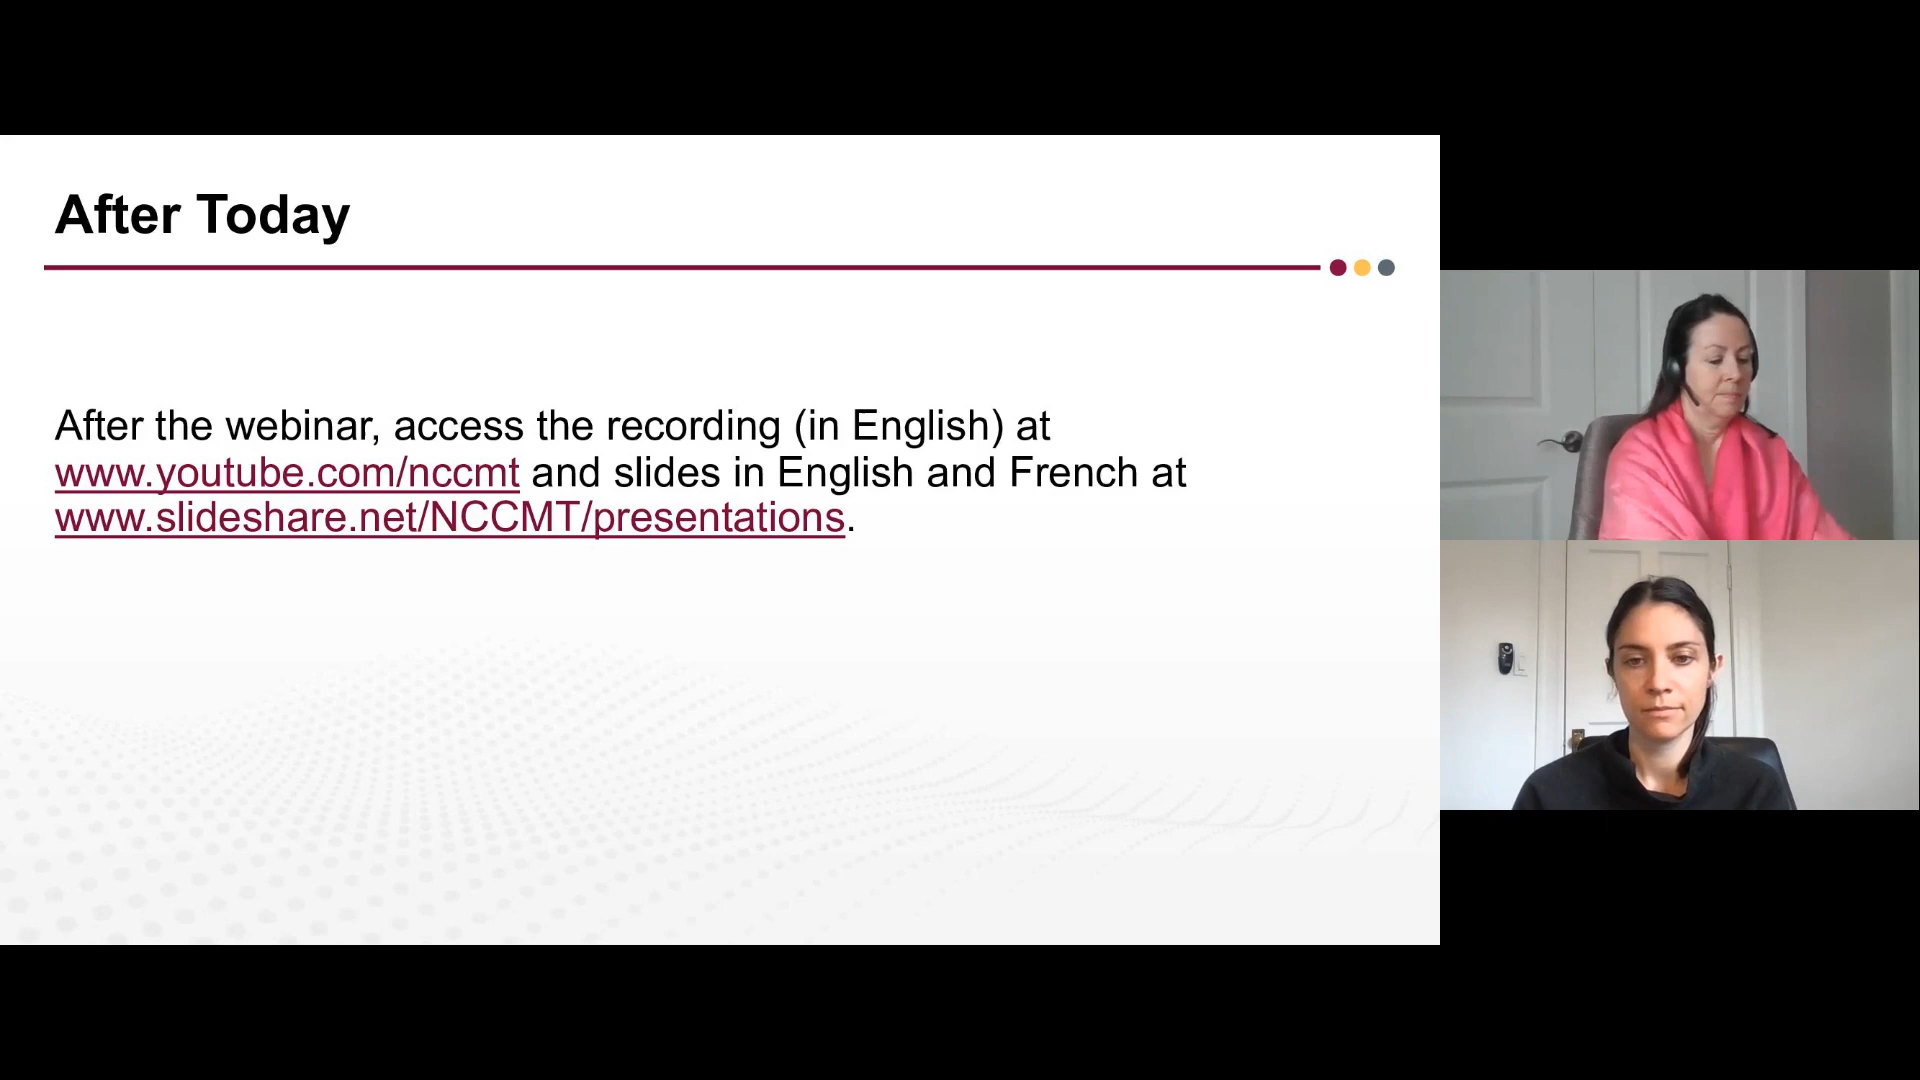 After Today
After the webinar, access the recording (in English) at
www.youtube.com/nccmt and slides in English and French at
www.slideshare.net/NCCMT/presentations.